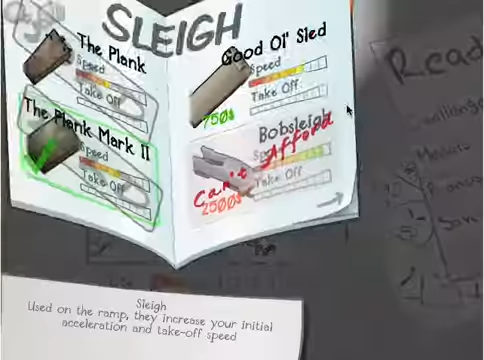 SLEIGH
The Plank
Speed
Take Off
The Plank Mark II
Speed
Take Off
Good Ol' Sled
Speed
Take Off
750$
Bobsleigh
Can't Afford
Take Off
2500$
Read
Sleigh
Used on the ramp, they increase your initial
acceleration and take-off speed